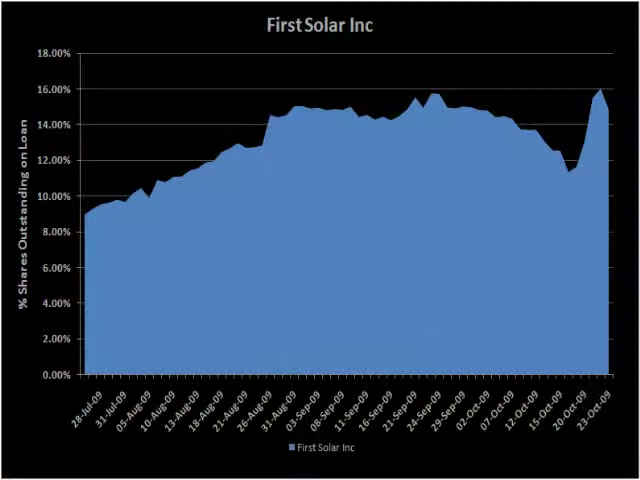 First Solar Inc
18.00%
16.00%
14.00%
12.00%
10.00%
8.00%
6.00%
4.00%
2.00%
0.00%
% Shares Outstanding on Loan
28-Jul-09
31-Jul-09
05-Aug-09
10-Aug-09
13-Aug-09
18-Aug-09
21-Aug-09
26-Aug-09
31-Aug-09
03-Sep-09
08-Sep-09
11-Sep-09
16-Sep-09
21-Sep-09
24-Sep-09
29-Sep-09
02-Oct-09
07-Oct-09
12-Oct-09
15-Oct-09
20-Oct-09
23-Oct-09
First Solar Inc